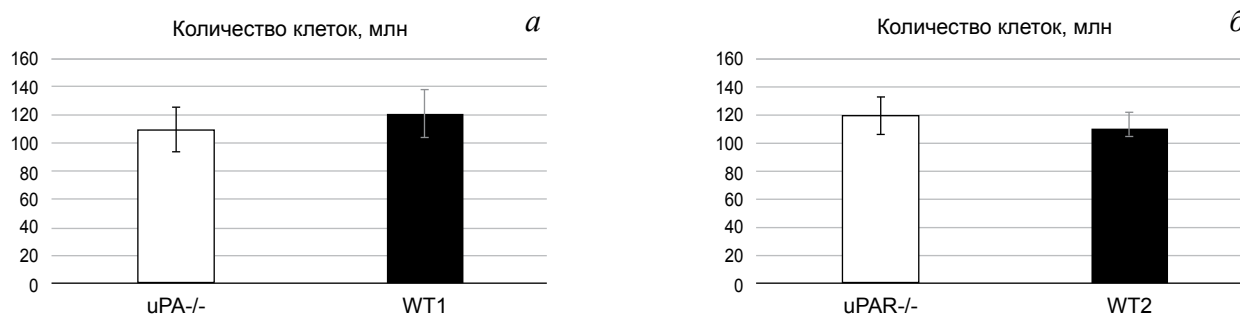 Количество клеток, млн
а
160
140
120
100
80
60
40
20
0
uPA-/-
WT1
Количество клеток, млн
б
160
140
120
100
80
60
40
20
0
uPAR-/-
WT2